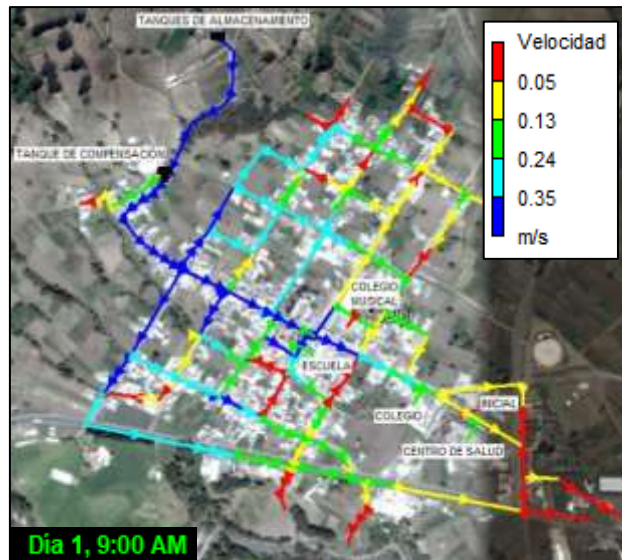 TANQUES DE ALMACENAMIENTO
Velocidad
0.05
0.13
0.24
0.35
m/s
TANQUE DE COMPENSACION
COLEGIO
MUSICAL
ESCUELA
INICIAL
COLEGIO
CENTRO DE SALUD
Día 1, 9:00 AM